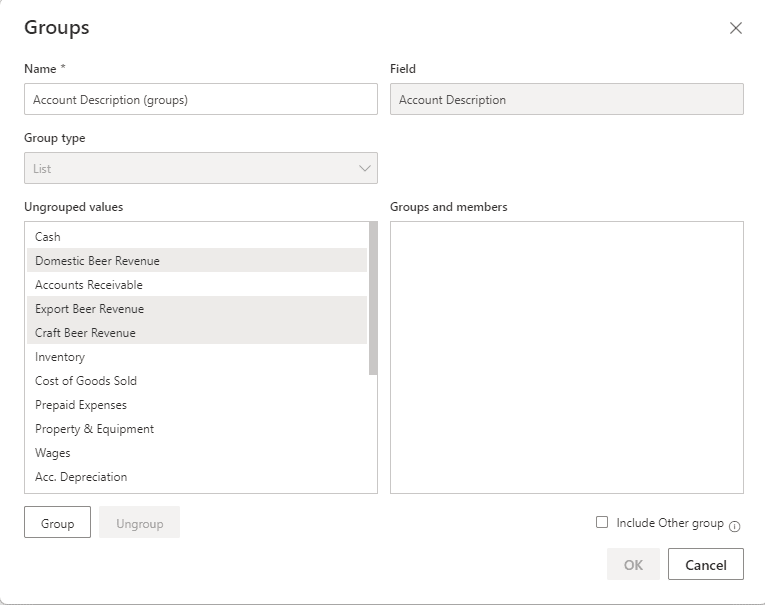 Groups
Name *
Field
Account Description (groups)
Account Description
Group type
List
Ungrouped values
Groups and members
Cash
Domestic Beer Revenue
Accounts Receivable
Export Beer Revenue
Craft Beer Revenue
Inventory
Cost of Goods Sold
Prepaid Expenses
Property & Equipment
Wages
Acc. Depreciation
Group
Ungroup
Include Other group
OK
Cancel